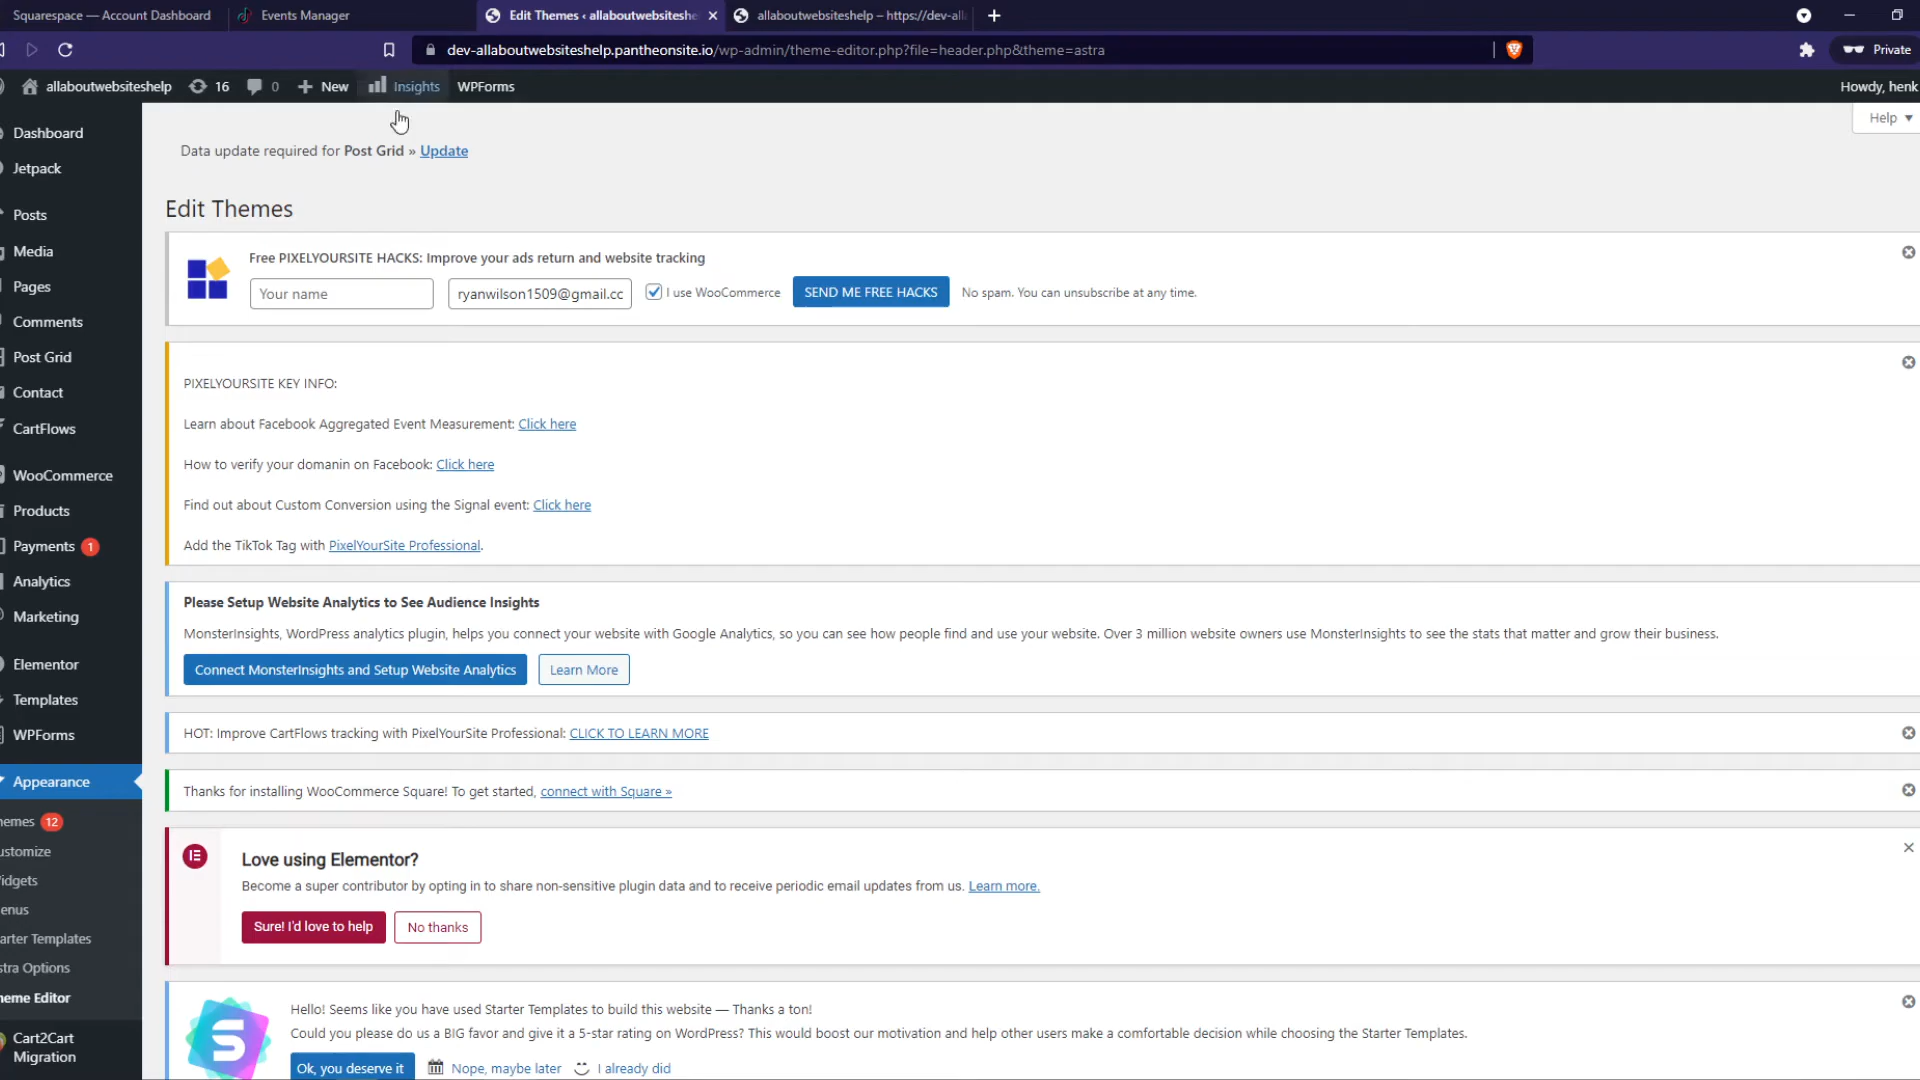 Squarespace — Account Dashboard
Events Manager
Edit Themes ‹ allaboutwebsiteshe
allaboutwebsiteshelp – https://dev-all
dev-allaboutwebsiteshelp.pantheonsite.io/wp-admin/theme-editor.php?file=header.php&theme=astra
Private
allaboutwebsiteshelp 16 0 New Insights WPForms
Howdy, henk
Help
Dashboard
Jetpack
Posts
Media
Pages
Comments
Post Grid
Contact
CartFlows
WooCommerce
Products
Payments 1
Analytics
Marketing
Elementor
Templates
WPForms
Appearance
emes 12
ustomize
idgets
enus
arter Templates
stra Options
eme Editor
Cart2Cart
Migration
Data update required for Post Grid » Update
Edit Themes
Free PIXELYOURSITE HACKS: Improve your ads return and website tracking
Your name ryanwilson1509@gmail.cc I use WooCommerce SEND ME FREE HACKS No spam. You can unsubscribe at any time.
PIXELYOURSITE KEY INFO:
Learn about Facebook Aggregated Event Measurement: Click here
How to verify your domanin on Facebook: Click here
Find out about Custom Conversion using the Signal event: Click here
Add the TikTok Tag with PixelYourSite Professional.
Please Setup Website Analytics to See Audience Insights
MonsterInsights, WordPress analytics plugin, helps you connect your website with Google Analytics, so you can see how people find and use your website. Over 3 million website owners use MonsterInsights to see the stats that matter and grow their business.
Connect MonsterInsights and Setup Website Analytics Learn More
HOT: Improve CartFlows tracking with PixelYourSite Professional: CLICK TO LEARN MORE
Thanks for installing WooCommerce Square! To get started, connect with Square »
Love using Elementor?
Become a super contributor by opting in to share non-sensitive plugin data and to receive periodic email updates from us. Learn more.
Sure! I'd love to help No thanks
Hello! Seems like you have used Starter Templates to build this website — Thanks a ton!
Could you please do us a BIG favor and give it a 5-star rating on WordPress? This would boost our motivation and help other users make a comfortable decision while choosing the Starter Templates.
Ok, you deserve it Nope, maybe later I already did